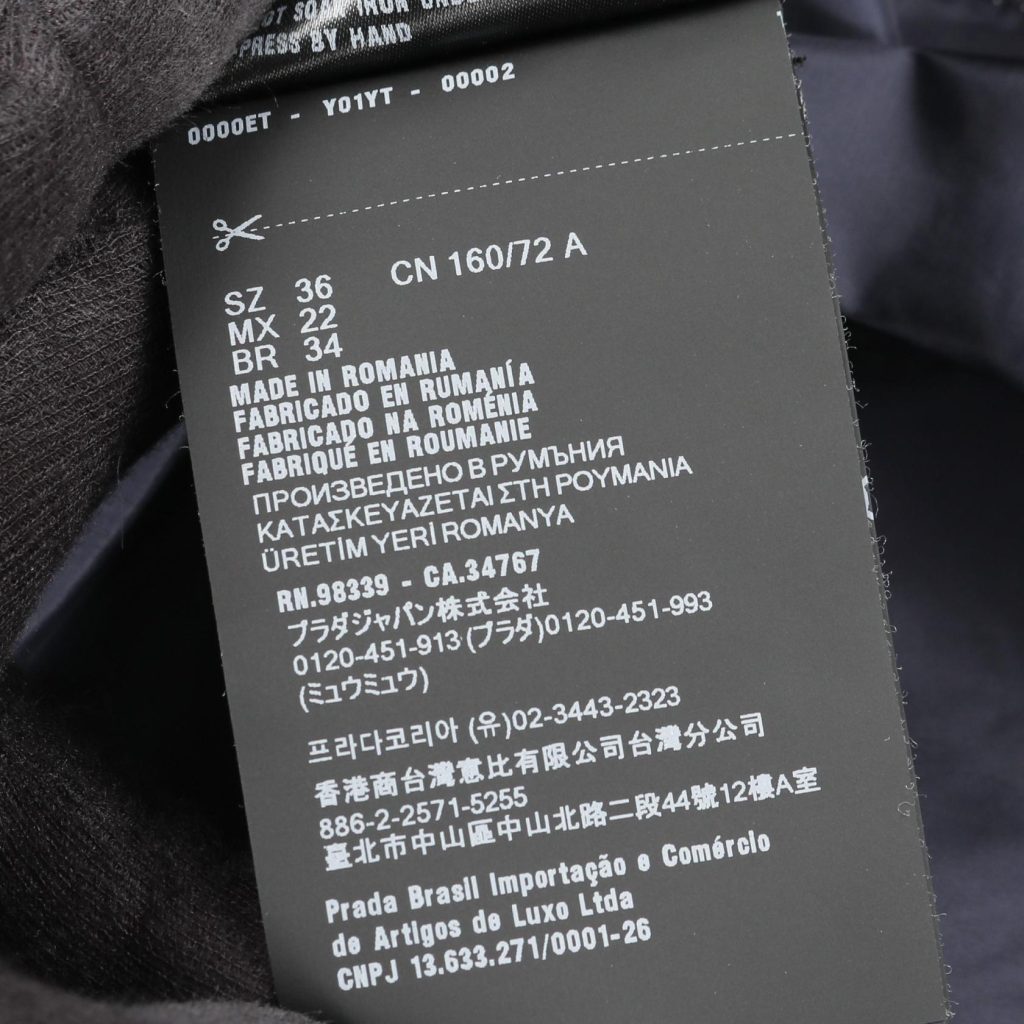 NOT SOAK IRON
PRESS BY HAND
0000ET - Y01YT - 00002
SZ 36 CN 160/72 A
MX 22
BR 34
MADE IN ROMANIA
FABRICADO EN RUMANÍA
FABRICADO NA ROMÉNIA
FABRIQUÉ EN ROUMANIE
ПРОИЗВЕДЕНО В РУМЪНИЯ
ΚΑΤΑΣΚΕΥΑΖΕΤΑΙ ΣΤΗ ΡΟΥΜΑΝΙΑ
ÜRETİM YERİ ROMANYA
RN.98339 - CA.34767
プラダジャパン株式会社
0120-451-913 (プラダ)0120-451-993
(ミュウミュウ)
프라다코리아 (유)02-3443-2323
香港商台灣惠比有限公司台灣分公司
886-2-2571-5255
臺北市中山區中山北路二段44號12樓A室
Prada Brasil Importação e Comércio
de Artigos de Luxo Ltda
CNPJ 13.633.271/0001-26